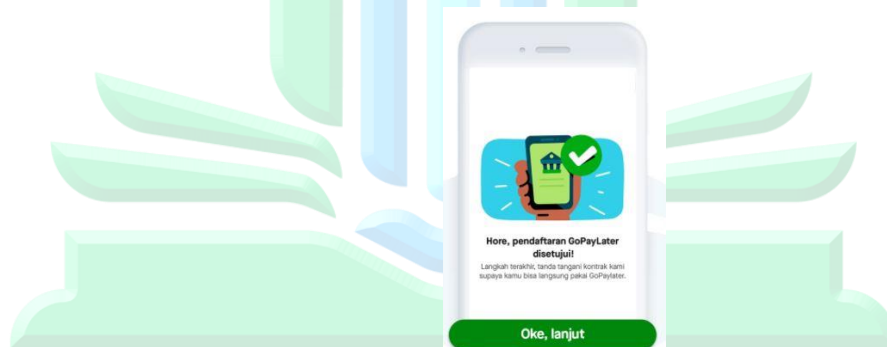 Hore, pendaftaran GoPayLater
disetujui!
Langkah terakhir, tanda tangani kontrak kami
supaya kamu bisa langsung pakai GoPaylater.
Oke, lanjut